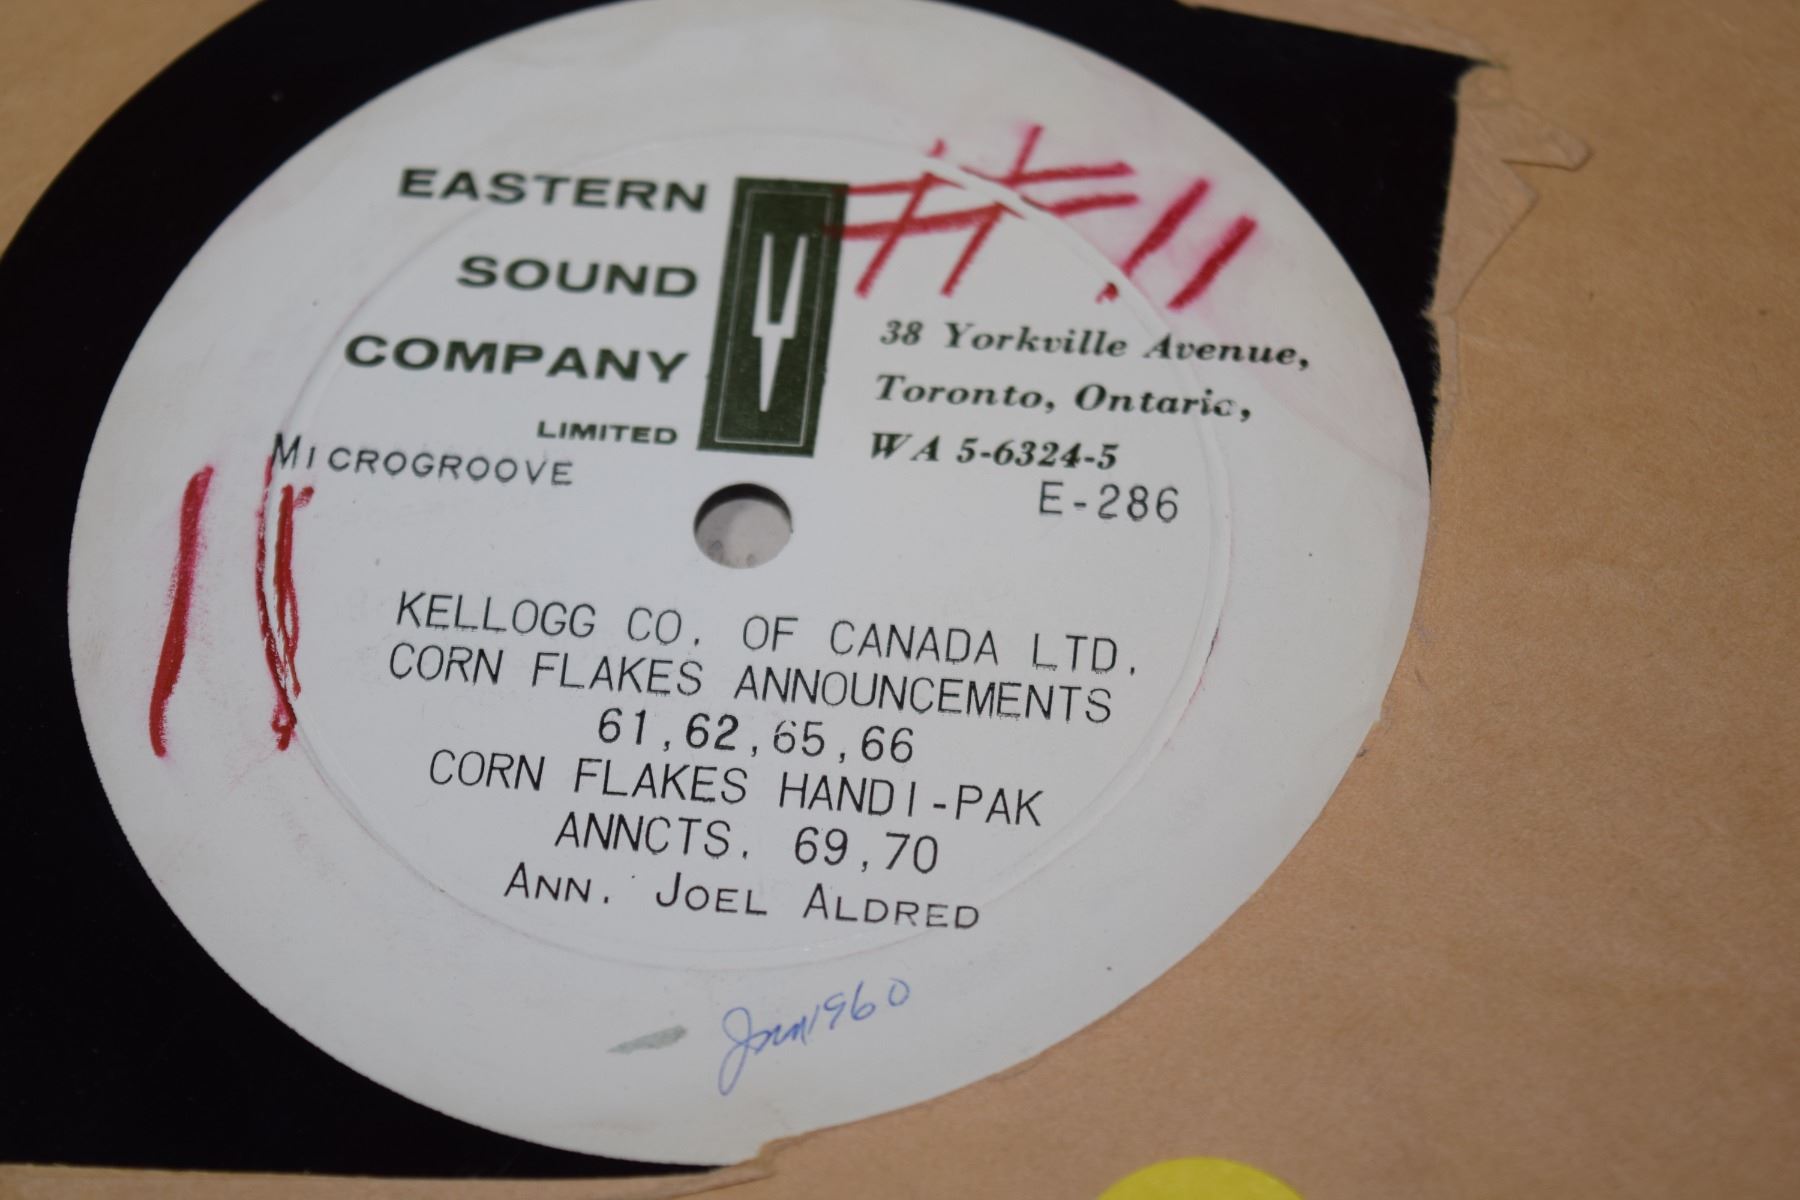 EASTERN
SOUND
COMPANY
LIMITED
##11
38 Yorkville Avenue,
Toronto, Ontario,
WA 5-6324-5
MICROGROOVE
E-286
11
KELLOGG CO. OF CANADA LTD.
CORN FLAKES ANNOUNCEMENTS
61,62,65,66
CORN FLAKES HANDI-PAK
ANNCTS. 69,70
ANN. JOEL ALDRED
1960